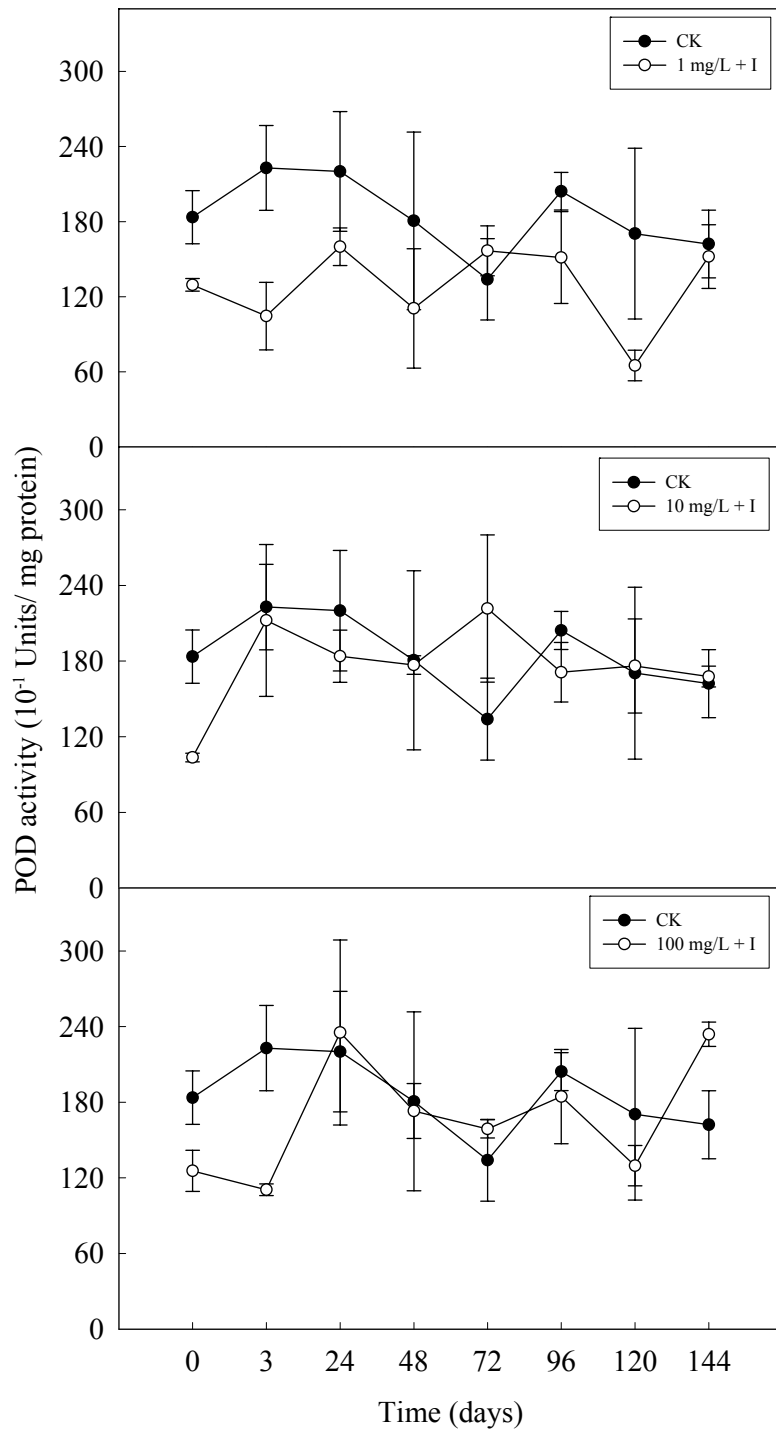 CK
1 mg/L + I
300
240
180
120
60
0
CK
10 mg/L + I
300
240
180
120
60
0
CK
100 mg/L + I
300
240
180
120
60
0
POD activity (10⁻¹ Units/ mg protein)
0 3 24 48 72 96 120 144
Time (days)